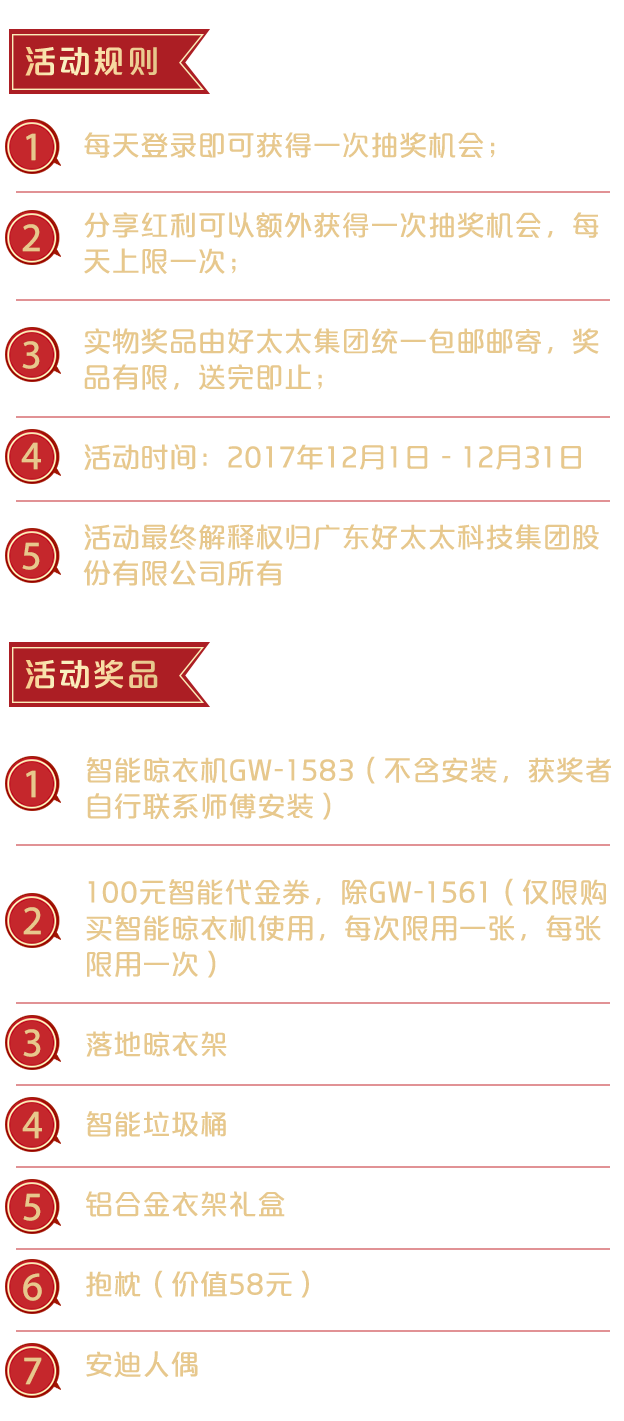 活动规则
1 每天登录即可获得一次抽奖机会；
2 分享红利可以额外获得一次抽奖机会，每
天上限一次；
3 实物奖品由好太太集团统一包邮邮寄，奖
品有限，送完即止；
4 活动时间：2017年12月1日 - 12月31日
5 活动最终解释权归广东好太太科技集团股
份有限公司所有
活动奖品
1 智能晾衣机GW-1583（不含安装，获奖者
自行联系师傅安装）
2 100元智能代金券，除GW-1561（仅限购
买智能晾衣机使用，每次限用一张，每张
限用一次）
3 落地晾衣架
4 智能垃圾桶
5 铝合金衣架礼盒
6 抱枕（价值58元）
7 安迪人偶